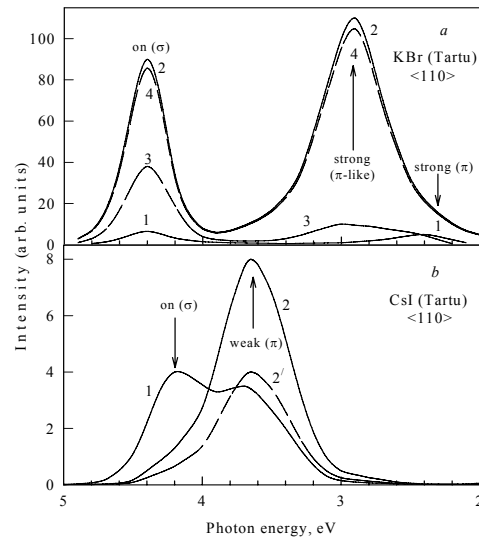 a
KBr (Tartu)
<110>
on (σ)
2
4
3
1
2
4
strong
(π-like)
strong (π)
3
1
100
80
60
40
20
0
Intensity (arb. units)
b
CsI (Tartu)
<110>
on (σ)
weak (π)
1
2
2/
8
6
4
2
0
5
4
3
2
Photon energy, eV